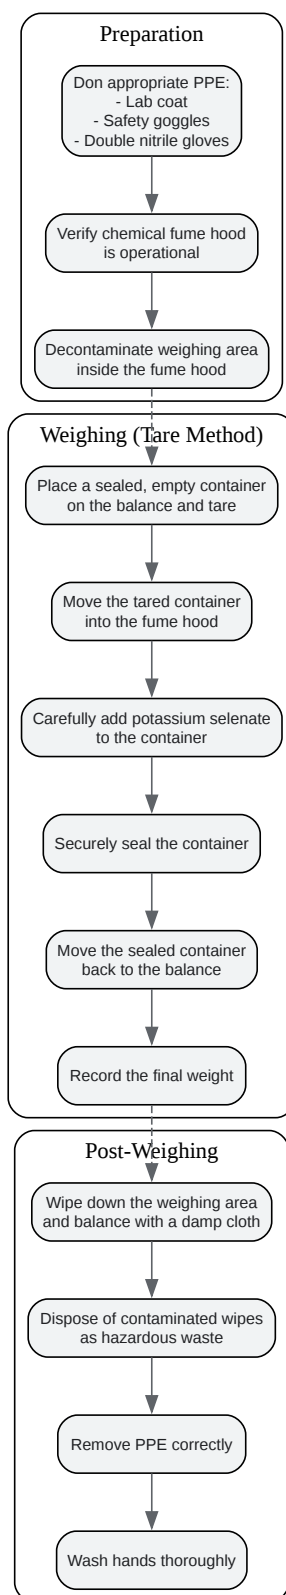 Preparation
Don appropriate PPE:
- Lab coat
- Safety goggles
- Double nitrile gloves
Verify chemical fume hood
is operational
Decontaminate weighing area
inside the fume hood
Weighing (Tare Method)
Place a sealed, empty container
on the balance and tare
Move the tared container
into the fume hood
Carefully add potassium selenate
to the container
Securely seal the container
Move the sealed container
back to the balance
Record the final weight
Post-Weighing
Wipe down the weighing area
and balance with a damp cloth
Dispose of contaminated wipes
as hazardous waste
Remove PPE correctly
Wash hands thoroughly